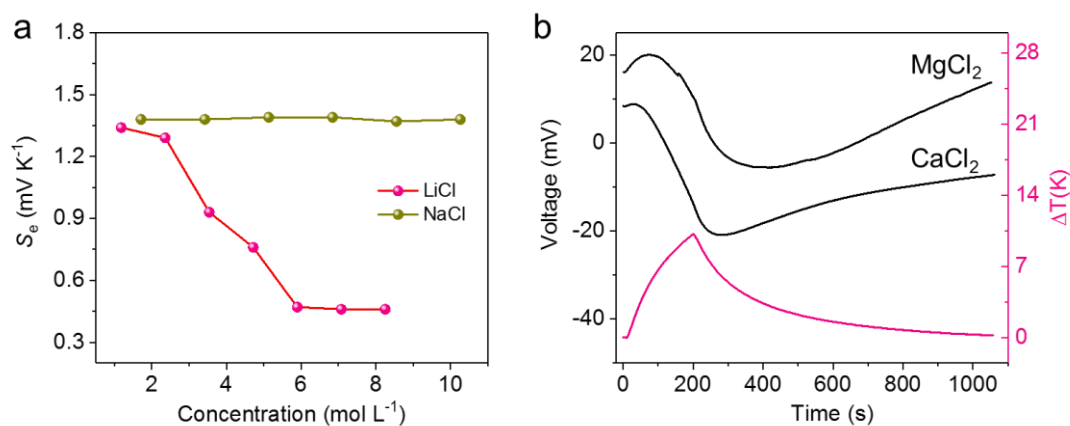 a
1.8
1.5
1.2
0.9
0.6
0.3
Sₑ (mV K⁻¹)
LiCl
NaCl
2
4
6
8
10
Concentration (mol L⁻¹)
b
20
0
-20
-40
Voltage (mV)
MgCl₂
CaCl₂
28
21
14
7
0
ΔT(K)
0
200
400
600
800
1000
Time (s)